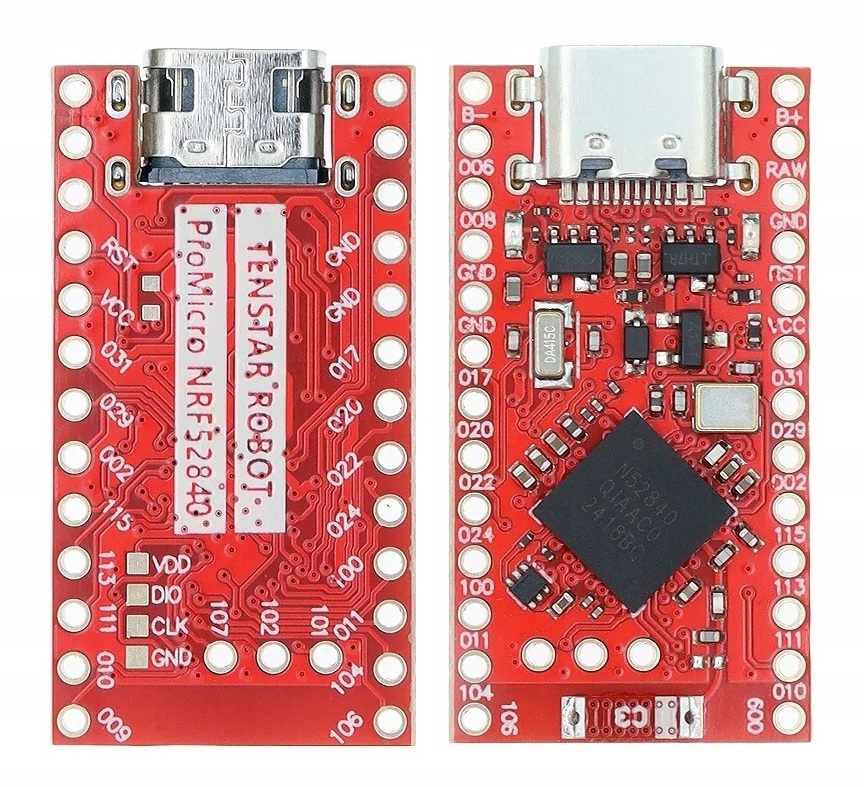 RST
VCC
031
029
002
115
113
111
010
009
ProMicro NRF52840
TENSTAR ROBOT
GND
GND
017
020
022
024
100
011
104
106
VDD
DIO
CLK
GND
107
102
101
B-
006
008
GND
GND
017
020
022
024
100
011
104
106
B+
RAW
GND
RST
VCC
031
029
002
115
113
111
010
009
LTH7R
DA415C
N52840
QIAAC0
2418BG
C3